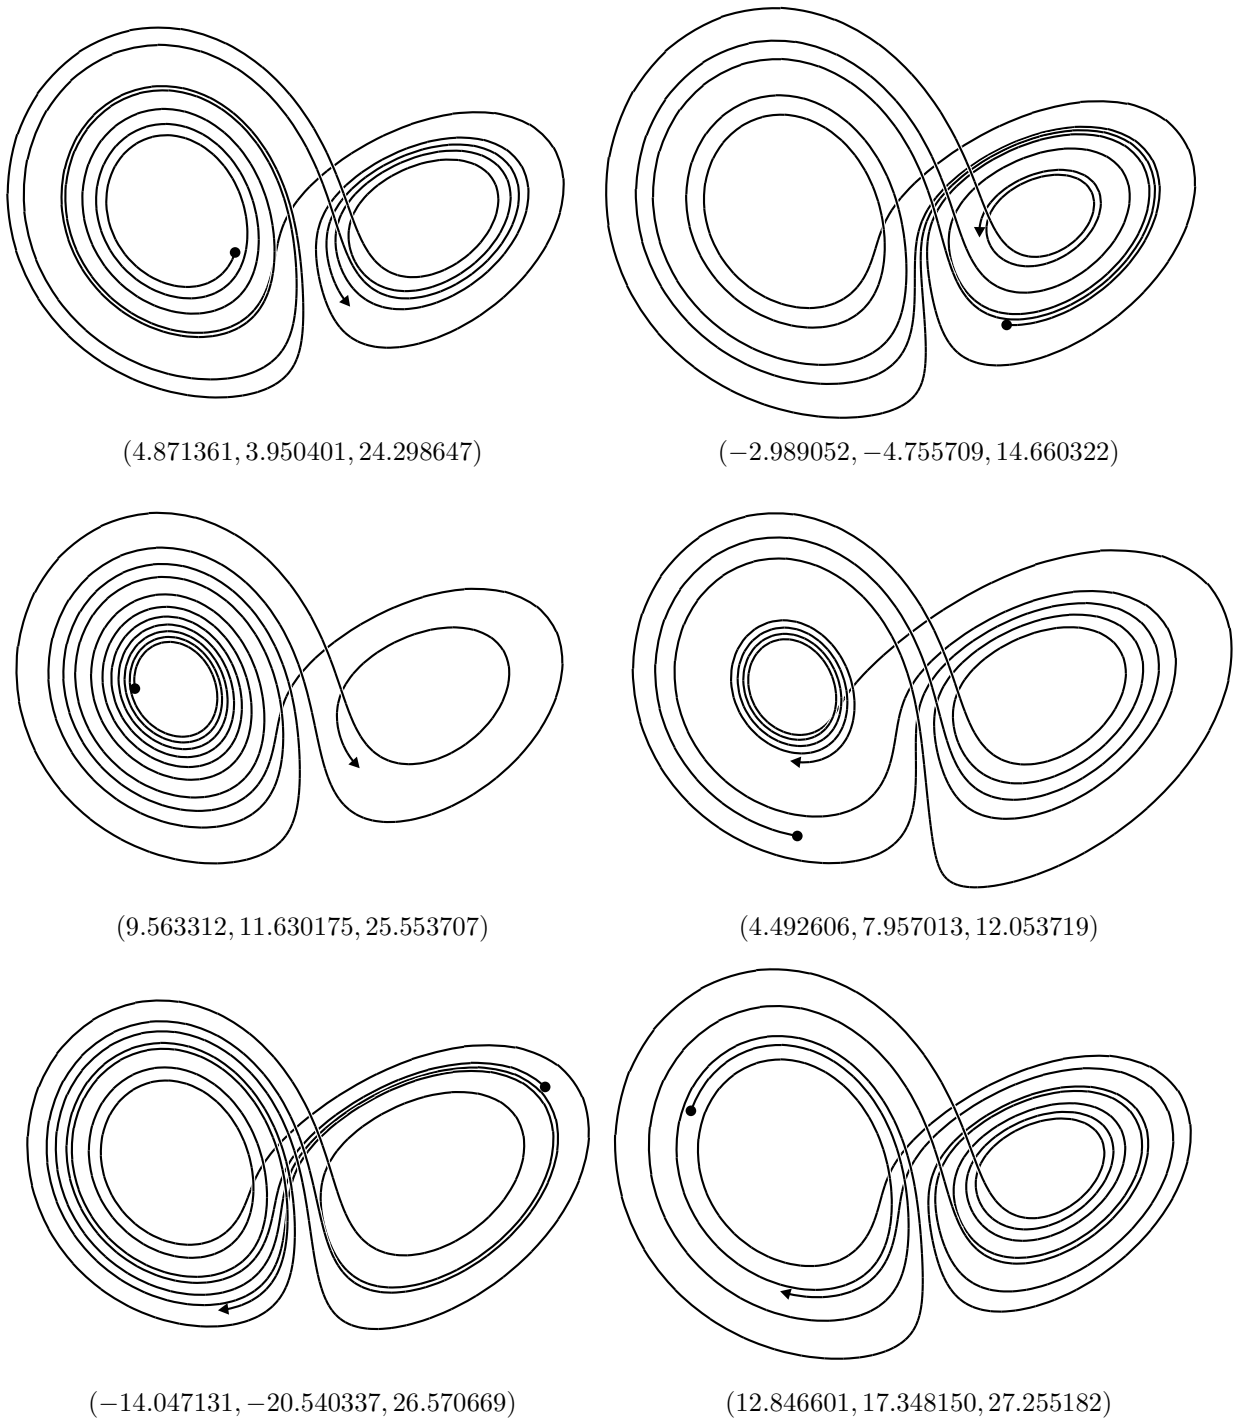 (4.871361, 3.950401, 24.298647)
(−2.989052, −4.755709, 14.660322)
(9.563312, 11.630175, 25.553707)
(4.492606, 7.957013, 12.053719)
(−14.047131, −20.540337, 26.570669)
(12.846601, 17.348150, 27.255182)